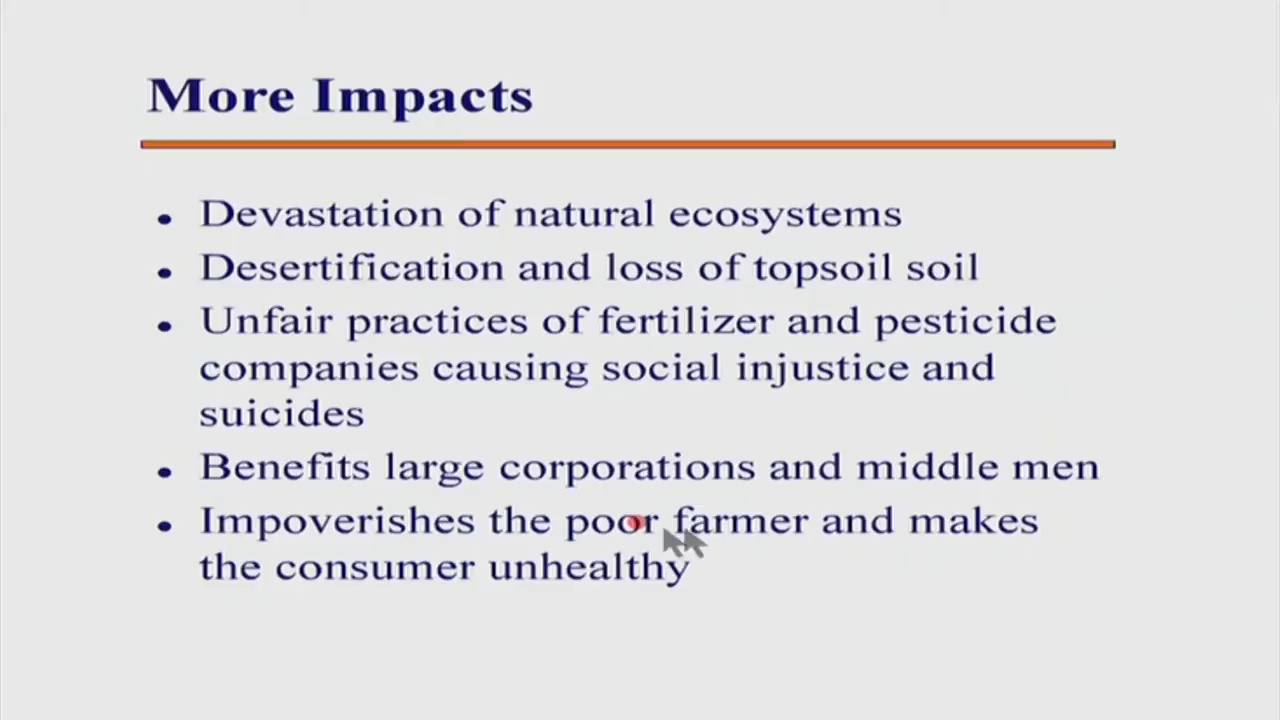 More Impacts
• Devastation of natural ecosystems
• Desertification and loss of topsoil soil
• Unfair practices of fertilizer and pesticide
companies causing social injustice and
suicides
• Benefits large corporations and middle men
• Impoverishes the poor farmer and makes
the consumer unhealthy